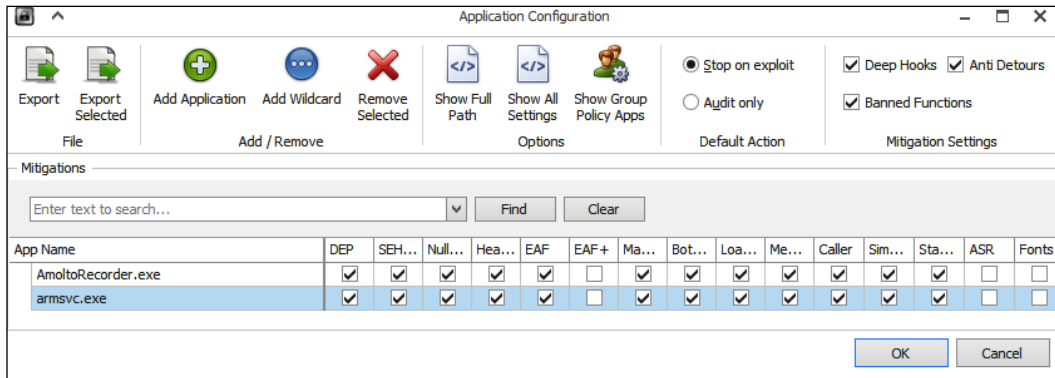 Application Configuration
Export
Export Selected
Add Application
Add Wildcard
Remove Selected
Show Full Path
Show All Settings
Show Group Policy Apps
Stop on exploit
Audit only
Deep Hooks
Anti Detours
Banned Functions
File
Add / Remove
Options
Default Action
Mitigation Settings
Mitigations
Enter text to search...
Find
Clear
App Name DEP SEH... Null... Hea... EAF EAF+ Ma... Bot... Loa... Me... Caller Sim... Sta... ASR Fonts
AmoltoRecorder.exe
armsvc.exe
OK
Cancel